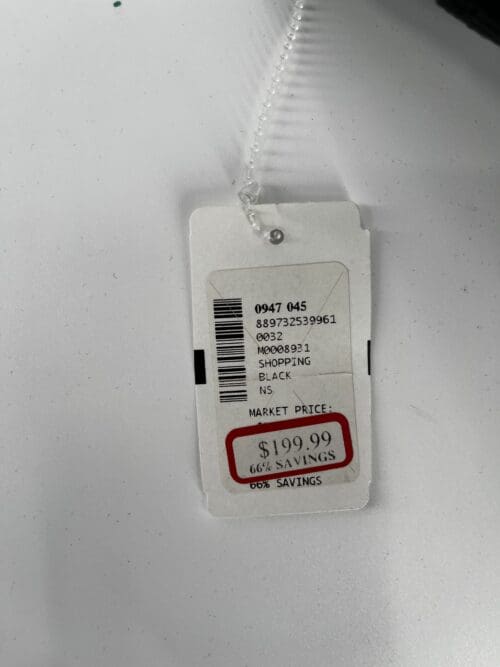 0947 045
889732539961
0032
M0008931
SHOPPING
BLACK
NS
MARKET PRICE:
$199.99
66% SAVINGS
66% SAVINGS